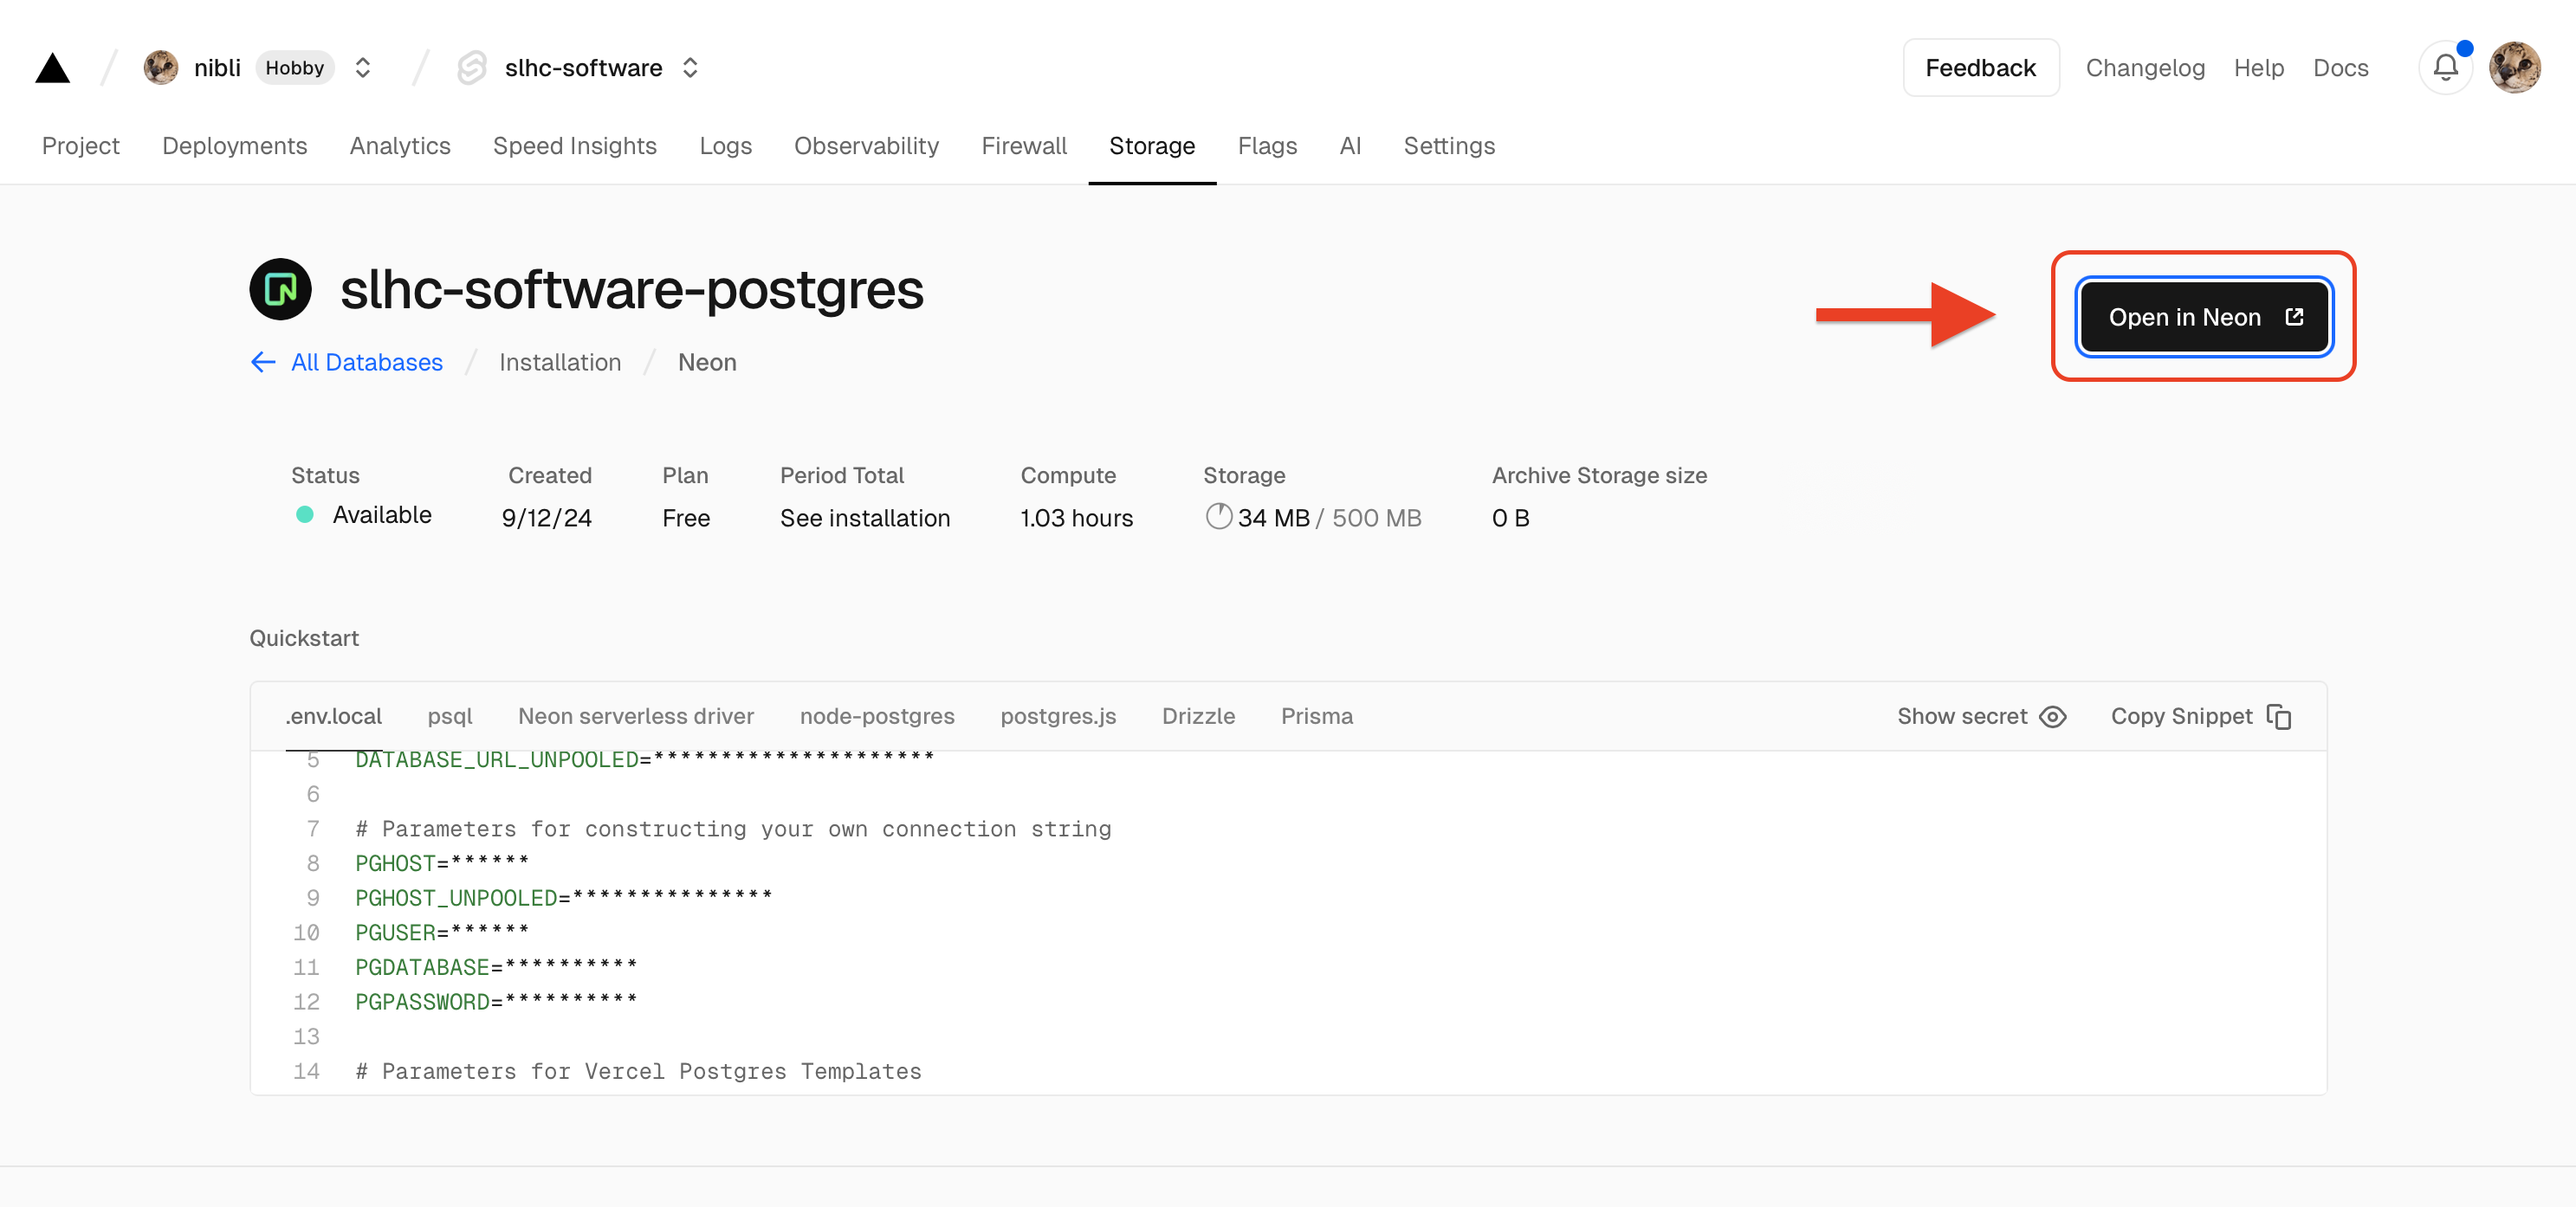 nibli Hobby slhc-software Feedback Changelog Help Docs
Project Deployments Analytics Speed Insights Logs Observability Firewall Storage Flags AI Settings
slhc-software-postgres
Open in Neon
All Databases / Installation / Neon
Status Created Plan Period Total Compute Storage Archive Storage size
Available 9/12/24 Free See installation 1.03 hours 34 MB / 500 MB 0 B
Quickstart
.env.local psql Neon serverless driver node-postgres postgres.js Drizzle Prisma Show secret Copy Snippet
5 DATABASE_URL_UNPOOLED=*********************
6
7 # Parameters for constructing your own connection string
8 PGHOST=******
9 PGHOST_UNPOOLED=***************
10 PGUSER=******
11 PGDATABASE=**********
12 PGPASSWORD=**********
13
14 # Parameters for Vercel Postgres Templates